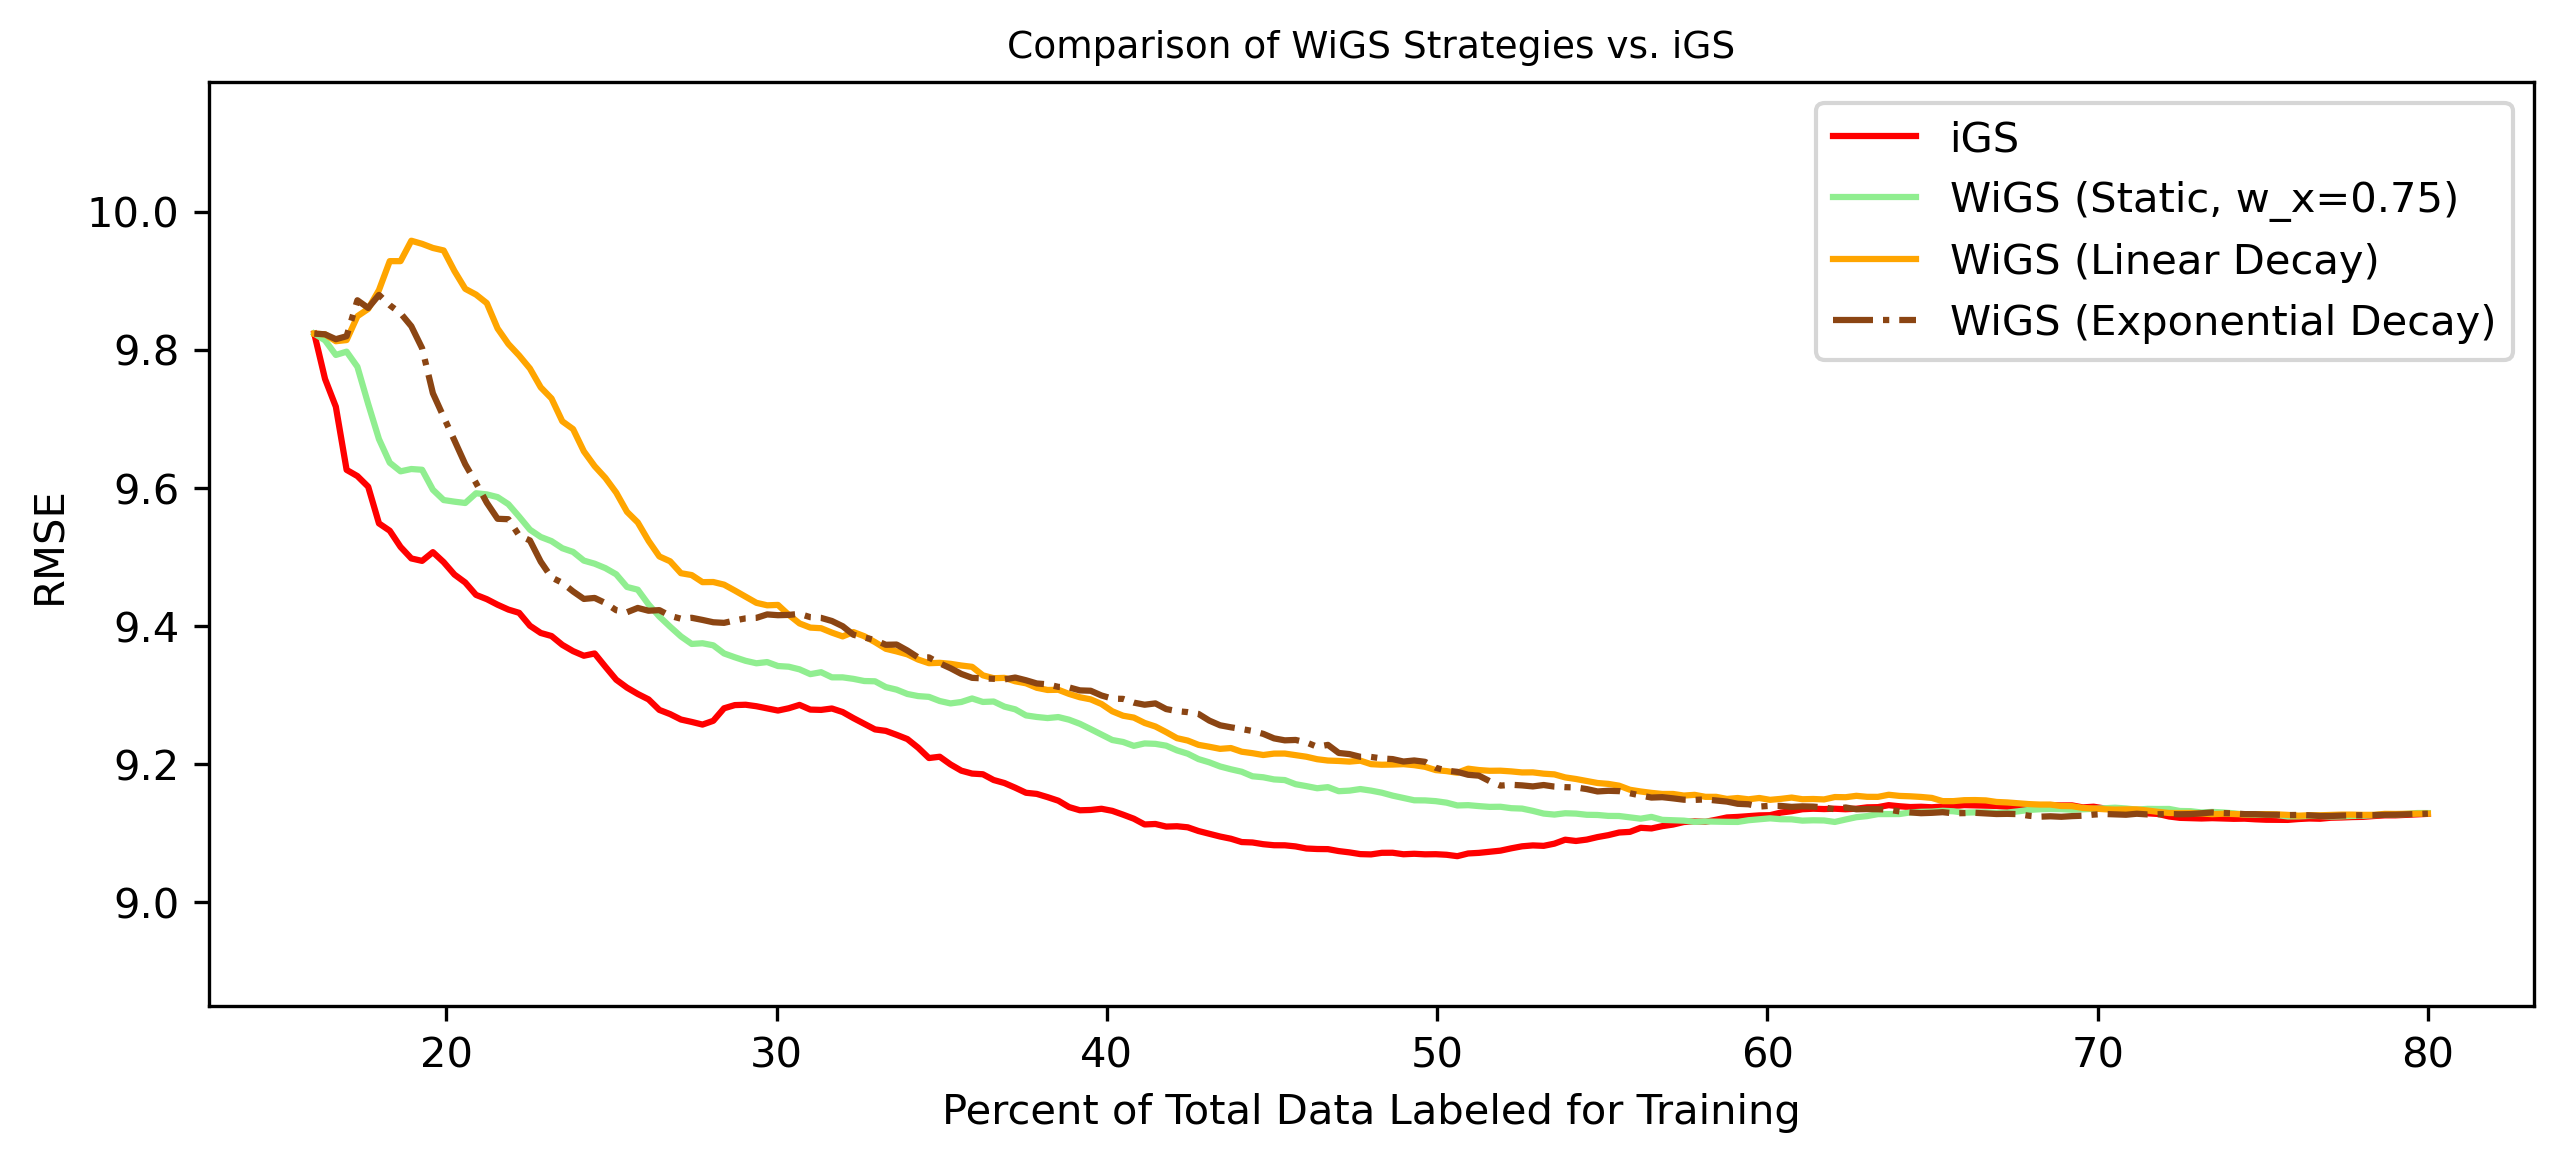 Comparison of WiGS Strategies vs. iGS
iGS
WiGS (Static, w_x=0.75)
WiGS (Linear Decay)
WiGS (Exponential Decay)
RMSE
10.0
9.8
9.6
9.4
9.2
9.0
20 30 40 50 60 70 80
Percent of Total Data Labeled for Training